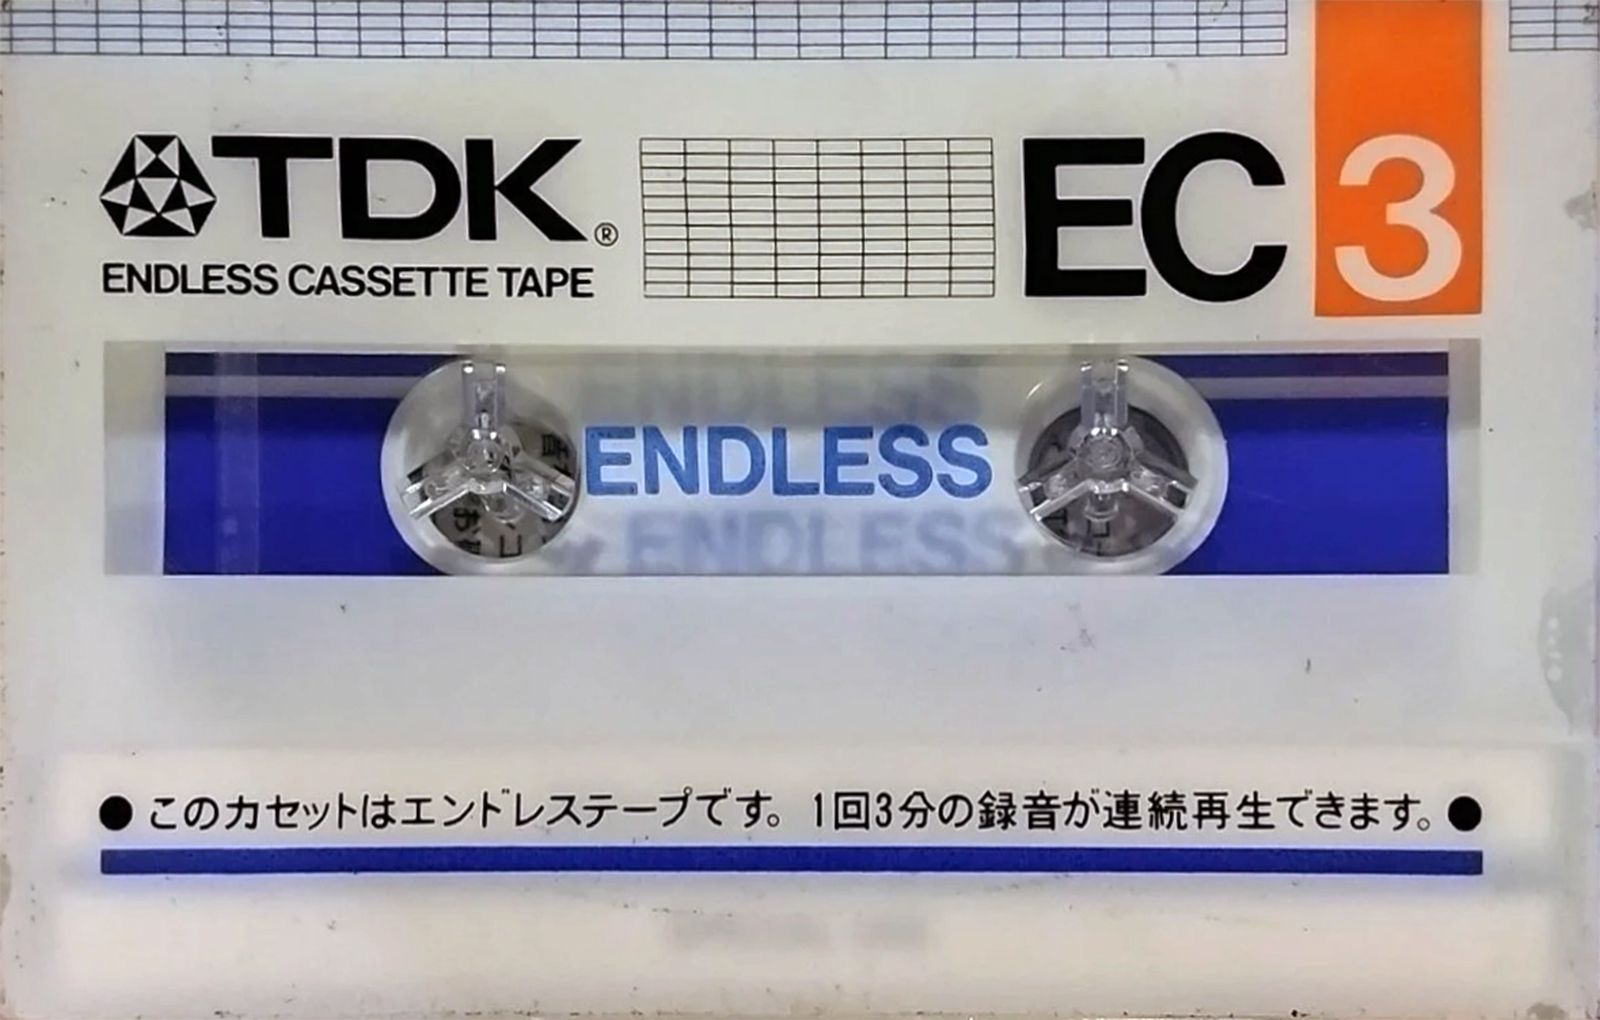 TDK®
EC 3
ENDLESS CASSETTE TAPE
ENDLESS
ENDLESS
ENDLESS
●このカセットはエンドレステープです。1回3分の録音が連続再生できます。●